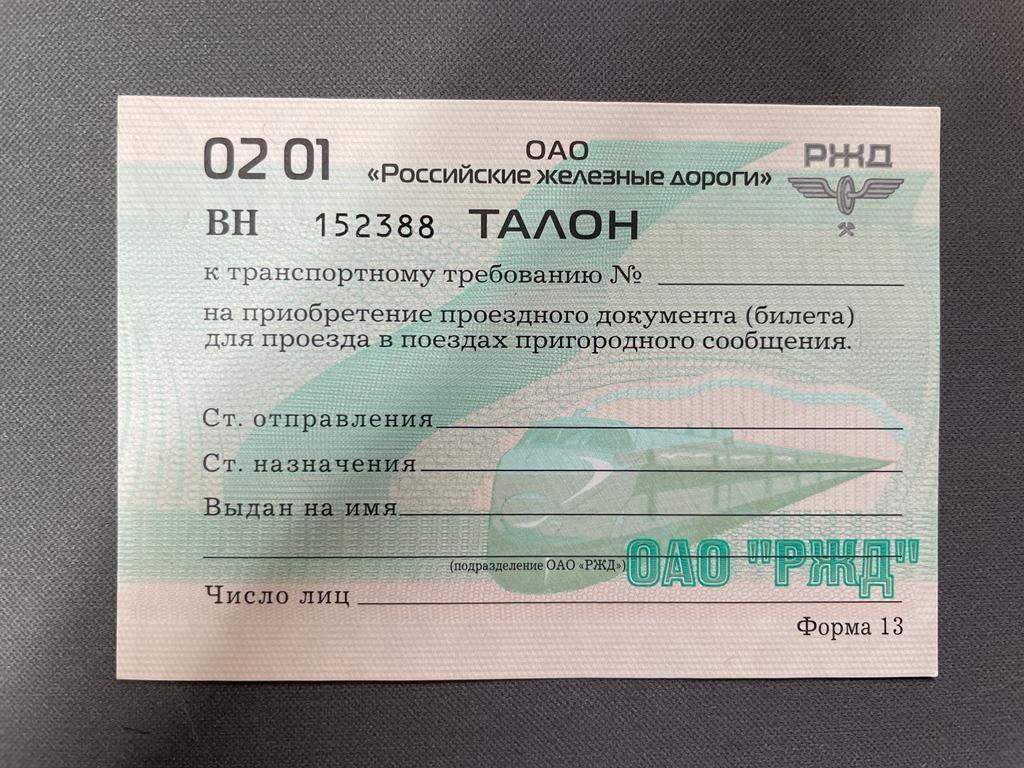 02 01
ОАО
«Российские железные дороги»
РЖД
ВН 152388 ТАЛОН
к транспортному требованию №
на приобретение проездного документа (билета)
для проезда в поездах пригородного сообщения.
Ст. отправления
Ст. назначения
Выдан на имя
(подразделение ОАО «РЖД»)
ОАО "РЖД"
Число лиц
Форма 13